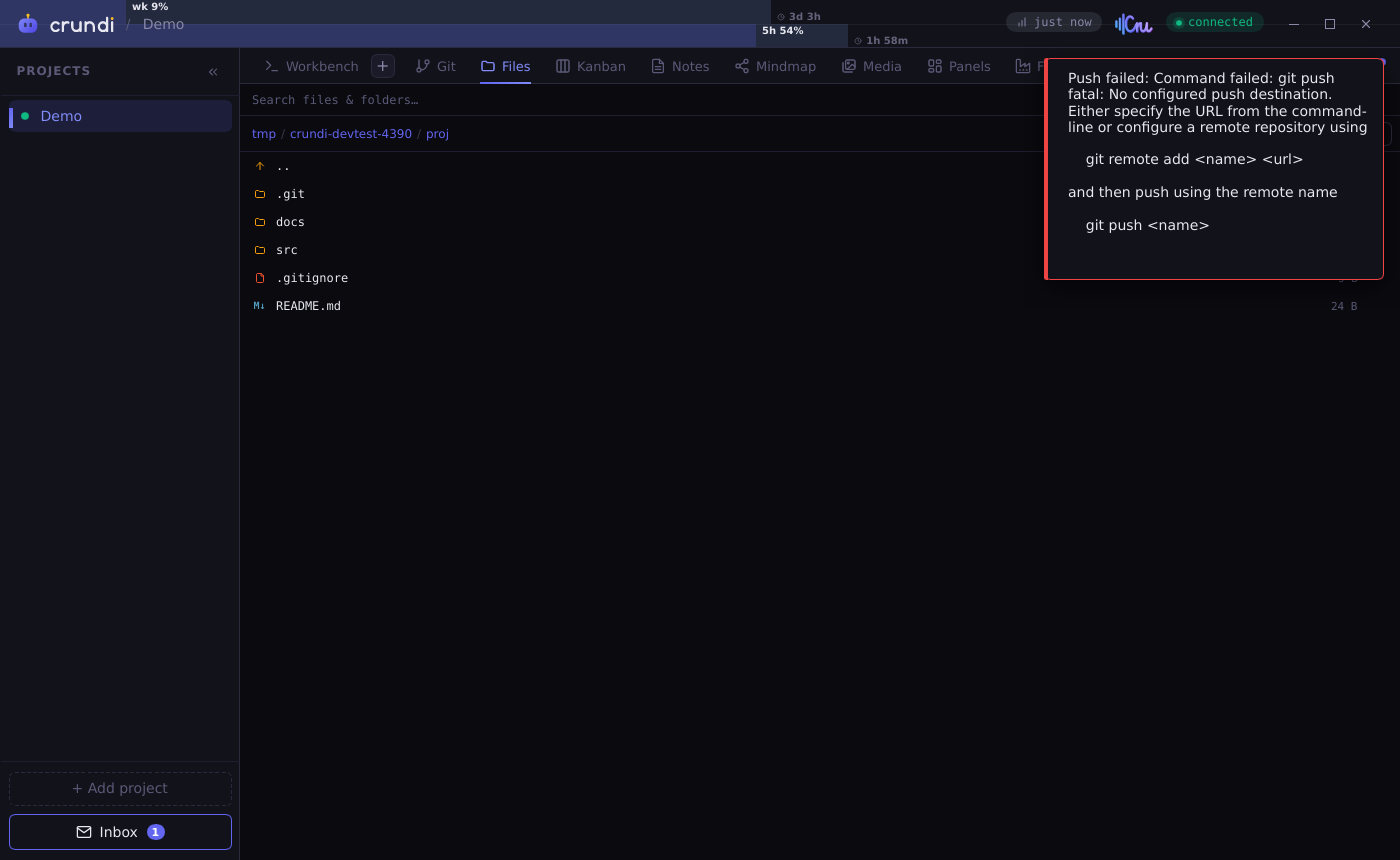 wk 9%
3d 3h
crundi / Demo
5h 54%
1h 58m
just now
Cru
connected
PROJECTS
Demo
+ Add project
Inbox 1
Workbench
+
Git
Files
Kanban
Notes
Mindmap
Media
Panels
Search files & folders…
tmp / crundi-devtest-4390 / proj
..
.git
docs
src
.gitignore
M↓ README.md 24 B
Push failed: Command failed: git push
fatal: No configured push destination.
Either specify the URL from the command-
line or configure a remote repository using
git remote add <name> <url>
and then push using the remote name
git push <name>